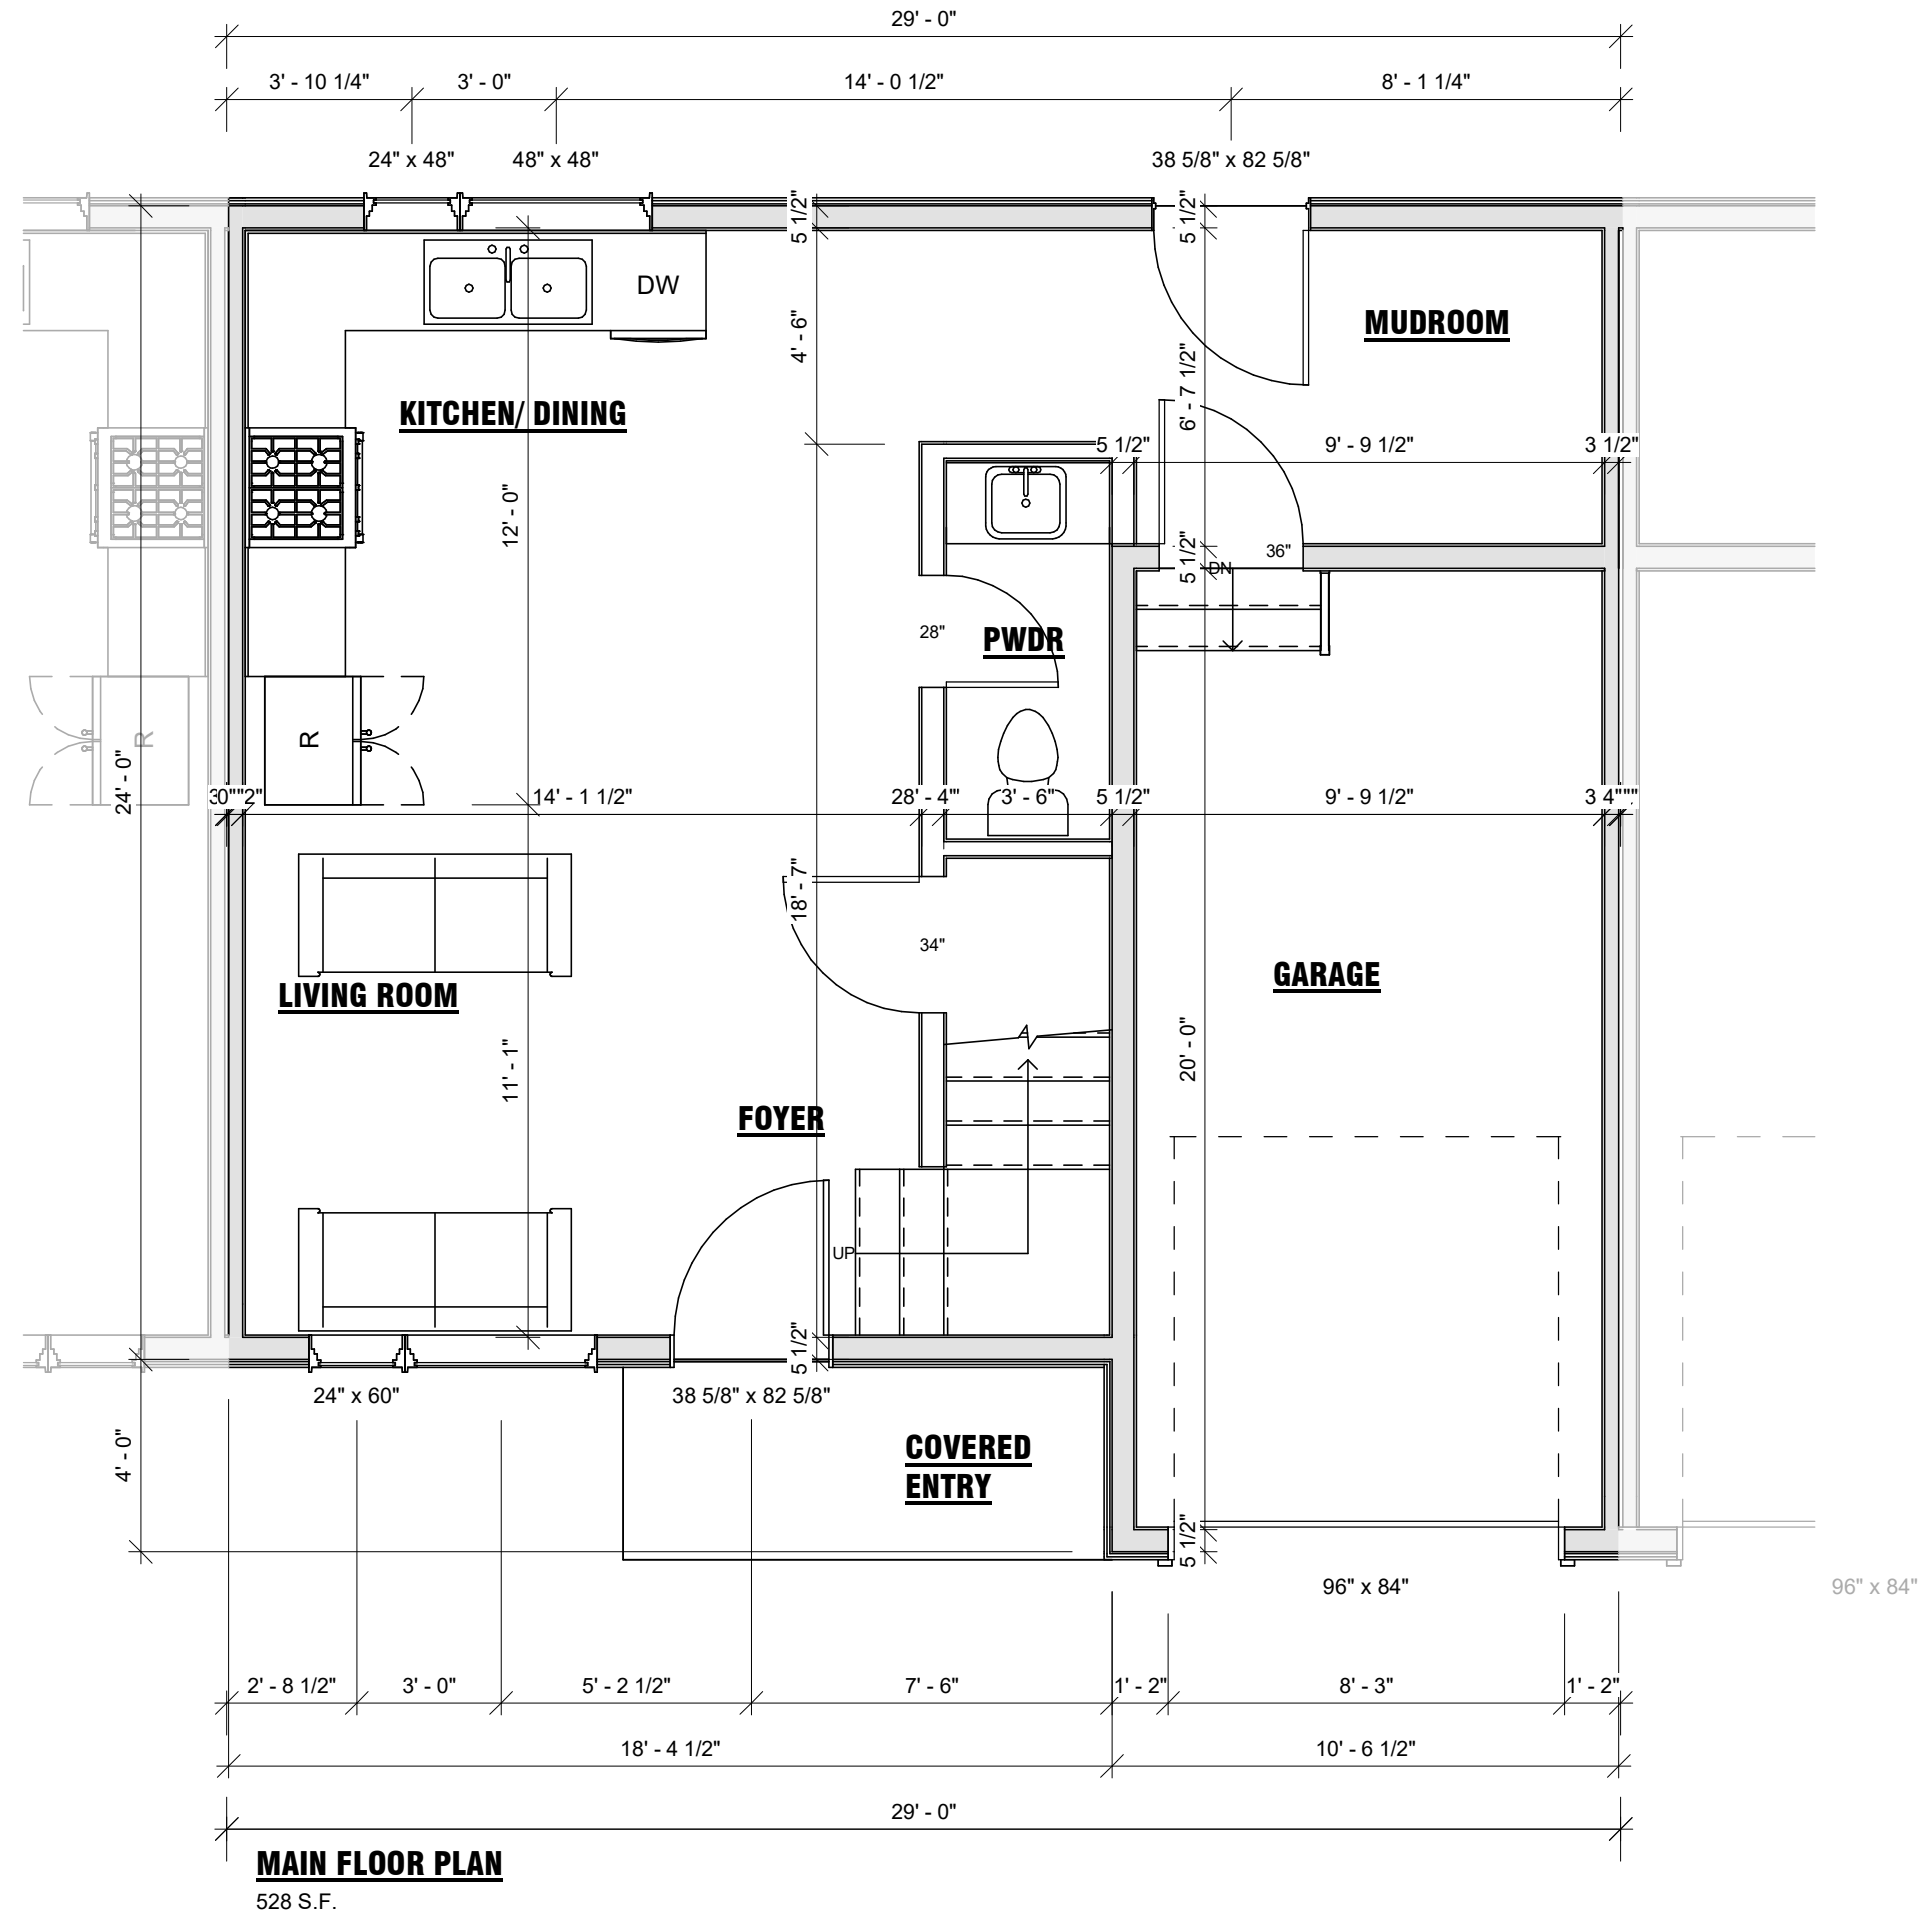 29' - 0"
3' - 10 1/4" 3' - 0" 14' - 0 1/2" 8' - 1 1/4"
24" x 48" 48" x 48" 38 5/8" x 82 5/8"
5 1/2" 5 1/2"
DW
MUDROOM
4' - 6"
6' - 7 1/2"
KITCHEN/ DINING
5 1/2" 9' - 9 1/2" 3 1/2"
12' - 0"
5 1/2" 36"
DN
28" PWDR
R R
24' - 0"
14' - 1 1/2" 3' - 6" 5 1/2" 9' - 9 1/2"
18' - 7"
34"
LIVING ROOM GARAGE
20' - 0"
11' - 1"
FOYER
UP
5 1/2"
24" x 60" 38 5/8" x 82 5/8"
4' - 0"
COVERED
ENTRY
5 1/2"
96" x 84" 96" x 84"
2' - 8 1/2" 3' - 0" 5' - 2 1/2" 7' - 6" 1' - 2" 8' - 3" 1' - 2"
18' - 4 1/2" 10' - 6 1/2"
29' - 0"
MAIN FLOOR PLAN
528 S.F.